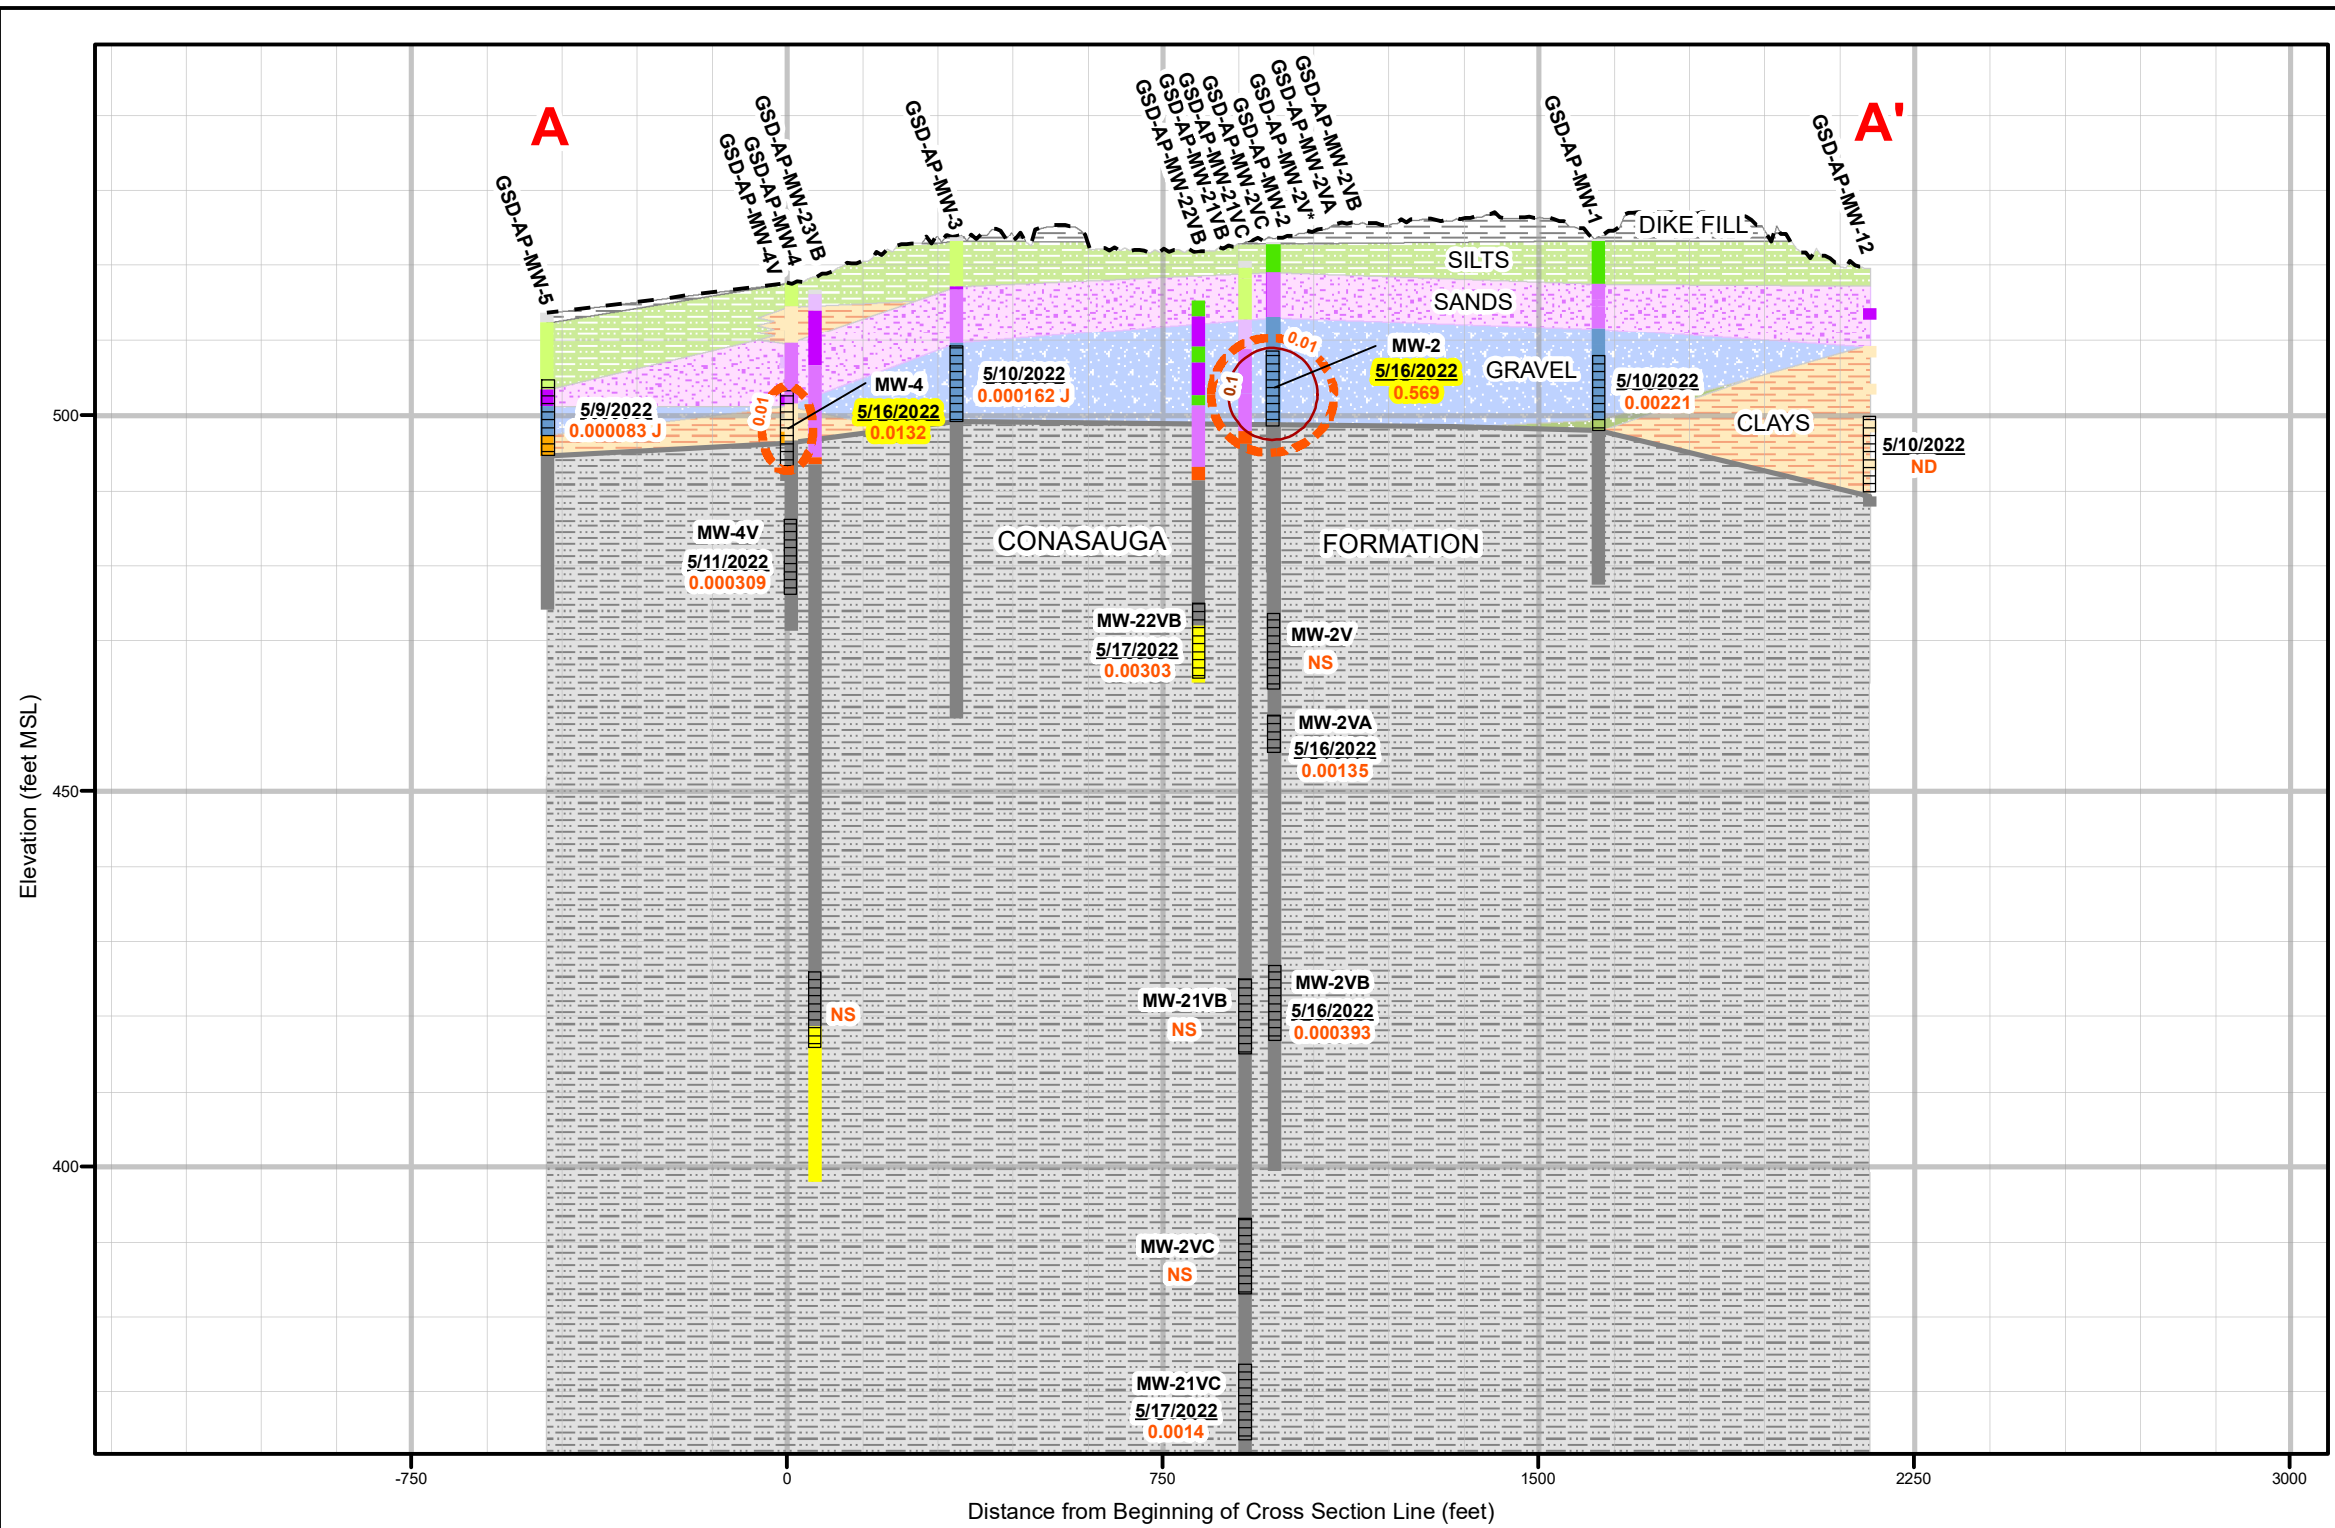 A
A'
GSD-AP-MW-5
GSD-AP-MW-4V
GSD-AP-MW-4
GSD-AP-MW-23VB
GSD-AP-MW-3
GSD-AP-MW-22VB
GSD-AP-MW-21VB
GSD-AP-MW-21VC
GSD-AP-MW-2VC
GSD-AP-MW-2
GSD-AP-MW-2V*
GSD-AP-MW-2VA
GSD-AP-MW-2VB
GSD-AP-MW-1
GSD-AP-MW-12
DIKE FILL
SILTS
SANDS
GRAVEL
CLAYS
CONASAUGA
FORMATION
5/9/2022
0.000083 J
0.01
MW-4
5/16/2022
0.0132
5/10/2022
0.000162 J
0.1
0.01
MW-2
5/16/2022
0.569
5/10/2022
0.00221
5/10/2022
ND
MW-4V
5/11/2022
0.000309
MW-22VB
5/17/2022
0.00303
MW-2V
NS
MW-2VA
5/16/2022
0.00135
NS
MW-21VB
NS
MW-2VB
5/16/2022
0.000393
MW-2VC
NS
MW-21VC
5/17/2022
0.0014
Elevation (feet MSL)
500
450
400
-750
0
750
1500
2250
3000
Distance from Beginning of Cross Section Line (feet)